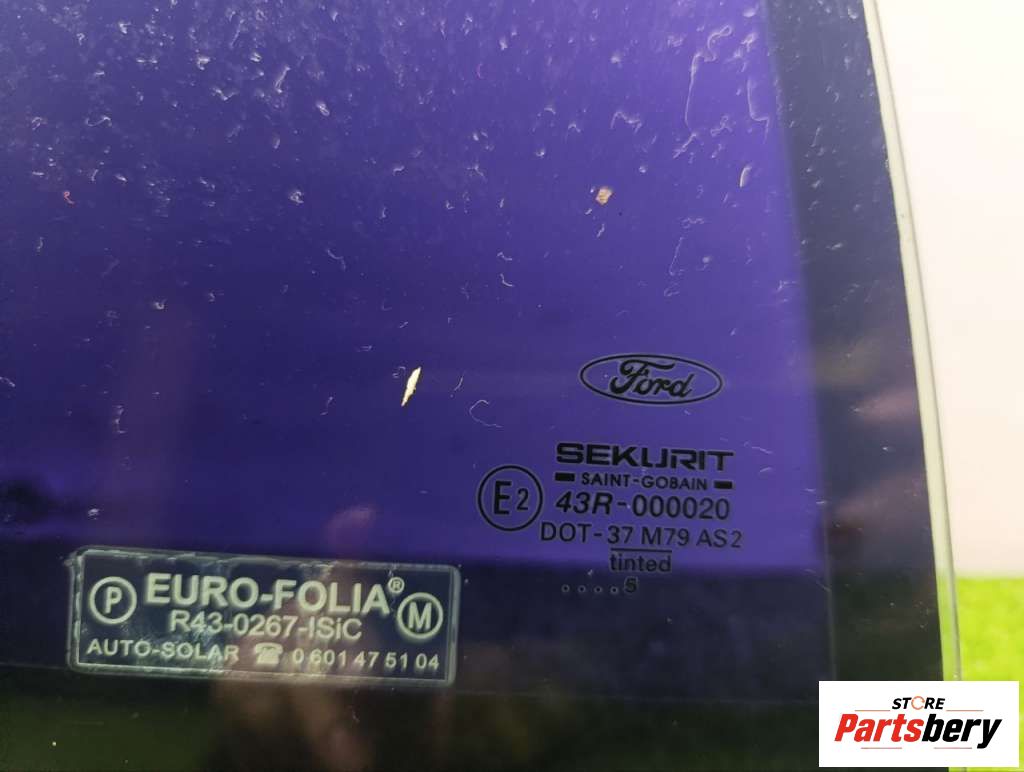 Ford
SEKURIT
SAINT-GOBAIN
E2 43R-000020
DOT-37 M79 AS2
tinted
....5
P EURO-FOLIA® M
R43-0267-ISiC
AUTO-SOLAR ☎ 0 601 47 51 04
STORE
Partsbery